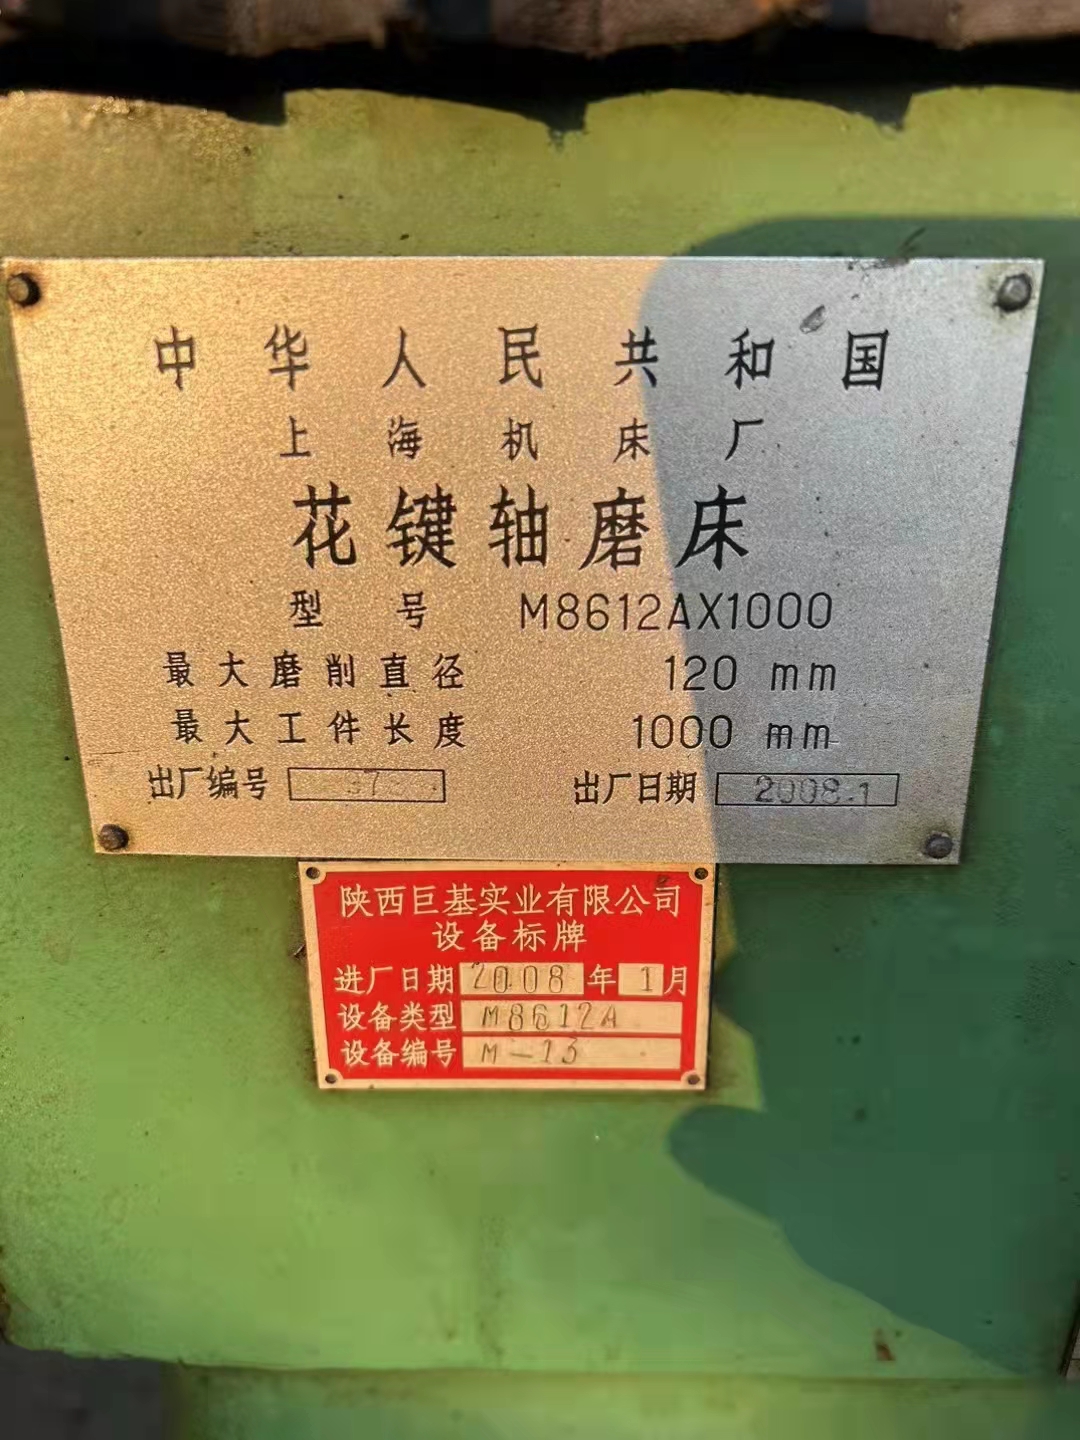 中华人民共和国
上海机床厂
花键轴磨床
型号 M8612AX1000
最大磨削直径 120 mm
最大工件长度 1000 mm
出厂编号 37 出厂日期 2008.1
陕西巨基实业有限公司
设备标牌
进厂日期 2008 年 1 月
设备类型 M8612A
设备编号 M-13